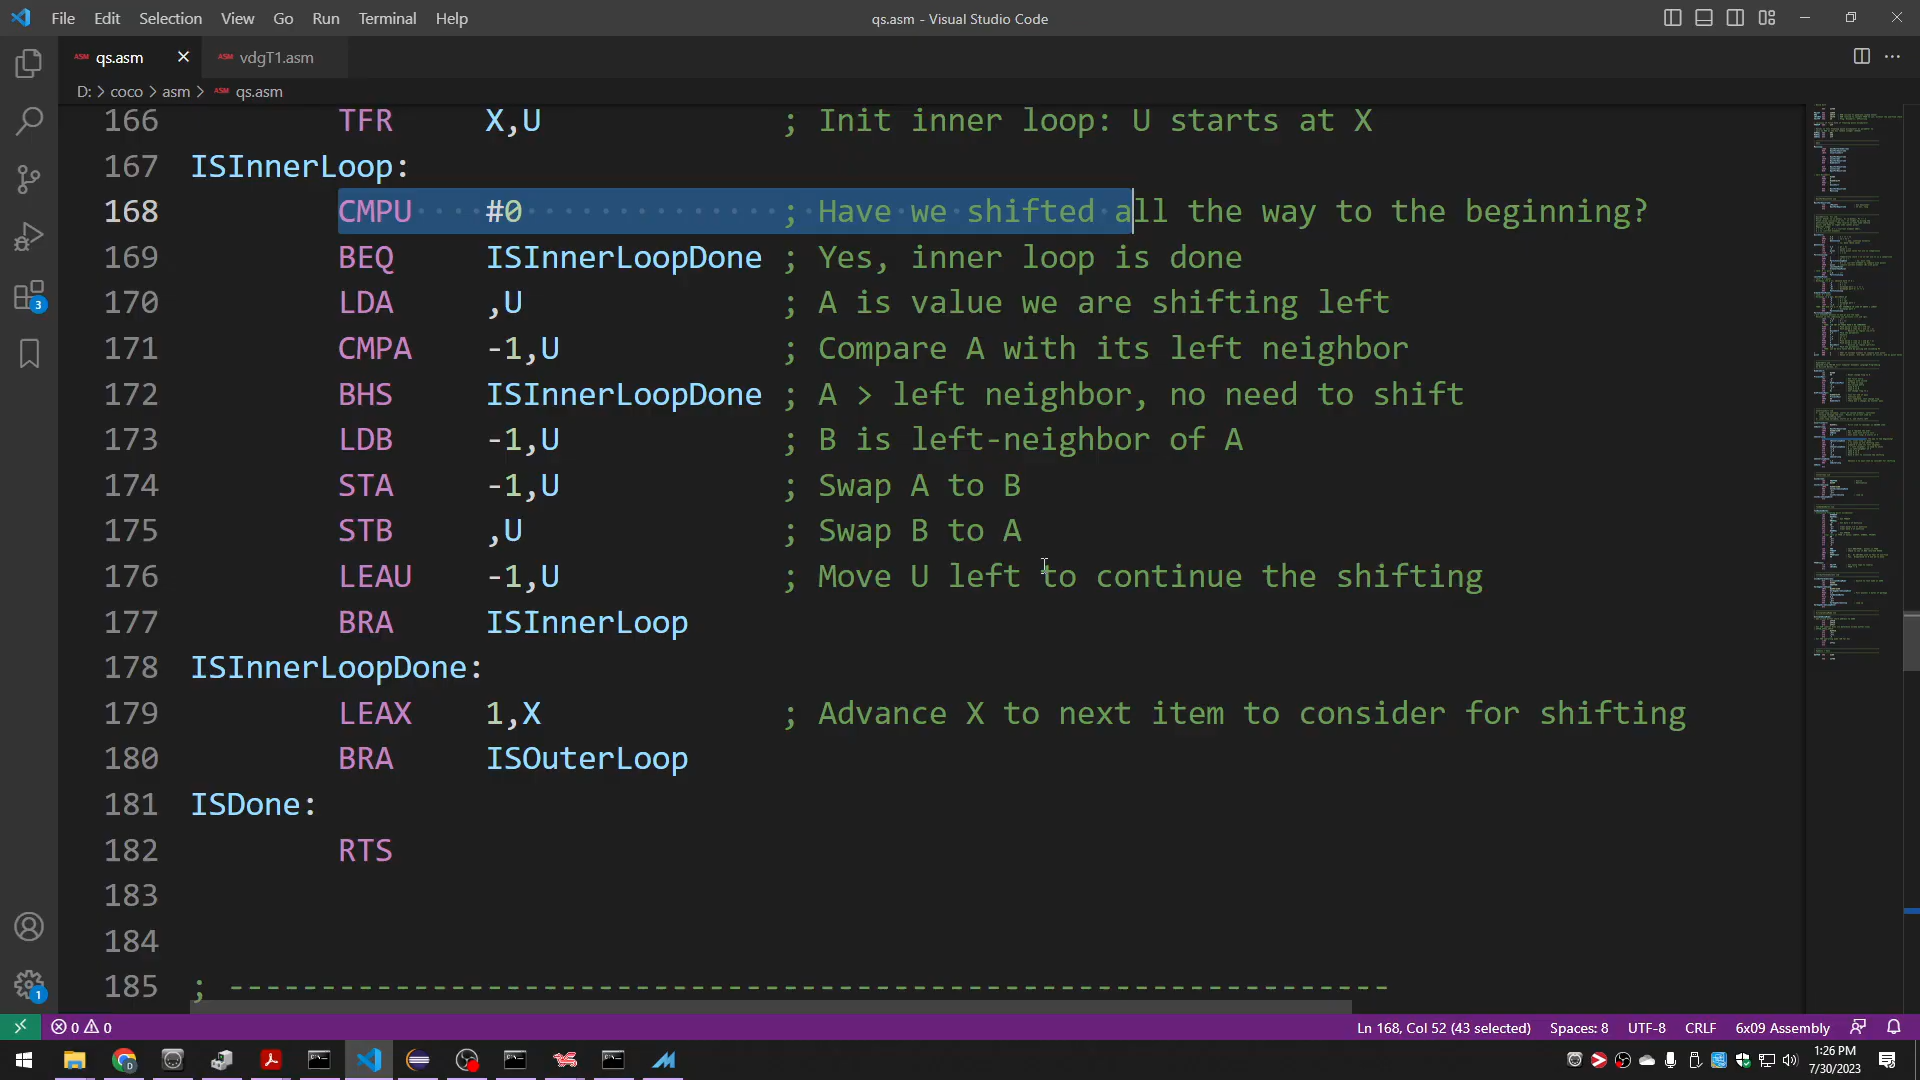 File Edit Selection View Go Run Terminal Help
qs.asm - Visual Studio Code
ASM qs.asm
ASM vdgT1.asm
D: > coco > asm > ASM qs.asm
166 TFR X,U ; Init inner loop: U starts at X
167 ISInnerLoop:
168 CMPU #0 ; Have we shifted all the way to the beginning?
169 BEQ ISInnerLoopDone ; Yes, inner loop is done
170 LDA ,U ; A is value we are shifting left
171 CMPA -1,U ; Compare A with its left neighbor
172 BHS ISInnerLoopDone ; A > left neighbor, no need to shift
173 LDB -1,U ; B is left-neighbor of A
174 STA -1,U ; Swap A to B
175 STB ,U ; Swap B to A
176 LEAU -1,U ; Move U left to continue the shifting
177 BRA ISInnerLoop
178 ISInnerLoopDone:
179 LEAX 1,X ; Advance X to next item to consider for shifting
180 BRA ISOuterLoop
181 ISDone:
182 RTS
183
184
185 ; ---------------------------------------------------------------
3
1
0 0
Ln 168, Col 52 (43 selected) Spaces: 8 UTF-8 CRLF 6x09 Assembly
1:26 PM
7/30/2023